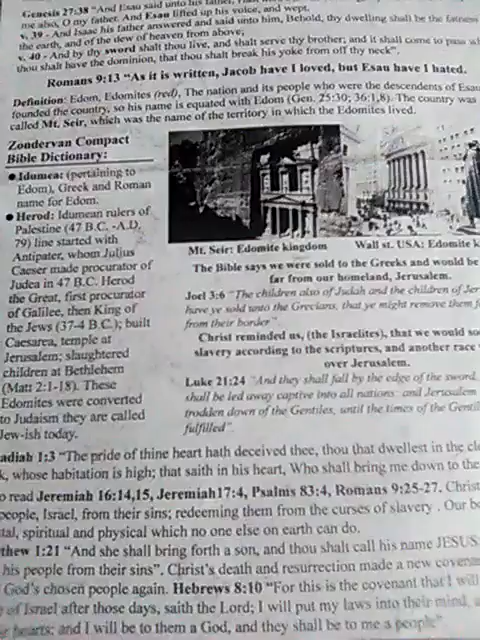 Genesis 27:38 "And Esau said unto his father,
me also, O my father. And Esau lifted up his voice, and wept.
v. 39 - And Isaac his father answered and said unto him, Behold, thy dwelling shall be the fatness
the earth, and of the dew of heaven from above;
v. 40 - And by thy sword shalt thou live, and shalt serve thy brother; and it shall come to pass
thou shalt have the dominion, that thou shalt break his yoke from off thy neck".
Romans 9:13 "As it is written, Jacob have I loved, but Esau have I hated.
Definition: Edom, Edomites (red), The nation and its people who were the descendents of Esau
founded the country, so his name is equated with Edom (Gen. 25:30; 36:1,8). The country was
called Mt. Seir, which was the name of the territory in which the Edomites lived.
Zondervan Compact
Bible Dictionary:
● Idumea: (pertaining to
Edom), Greek and Roman
name for Edom.
● Herod: Idumean rulers of
Palestine (47 B.C. -A.D.
79) line started with
Antipater, whom Juljus
Caeser made procurator of
Judea in 47 B.C. Herod
the Great, first procurator
of Galilee, then King of
the Jews (37-4 B.C.); built
Caesarea, temple at
Jerusalem; slaughtered
children at Bethlehem
(Matt 2:1-18). These
Edomites were converted
to Judaism they are called
Jew-ish today.
Mt. Seir: Edomite kingdom
Wall st. USA: Edomite k
The Bible says we were sold to the Greeks and would be
far from our homeland, Jerusalem.
Joel 3:6 "The children also of Judah and the children of Jer
have ye sold unto the Grecians, that ye might remove them f
from their border"
Christ reminded us, (the Israelites), that we would
slavery according to the scriptures, and another race
over Jerusalem.
Luke 21:24 "And they shall fall by the edge of the sword,
shall be led away captive into all nations: and Jerusalem
trodden down of the Gentiles, until the times of the Gentil
fulfilled".
adiah 1:3 "The pride of thine heart hath deceived thee, thou that dwellest in the cle
k, whose habitation is high; that saith in his heart, Who shall bring me down to the
o read Jeremiah 16:14,15, Jeremiah17:4, Psalms 83:4, Romans 9:25-27. Christ
people, Israel, from their sins; redeeming them from the curses of slavery. Our
tal, spiritual and physical which no one else on earth can do.
thew 1:21 "And she shall bring forth a son, and thou shalt call his name JESUS:
his people from their sins". Christ's death and resurrection made a new covena
God's chosen people again. Hebrews 8:10 "For this is the covenant that I will
of Israel after those days, saith the Lord; I will put my laws into their mind, a
hearts: and I will be to them a God, and they shall be to me a people".